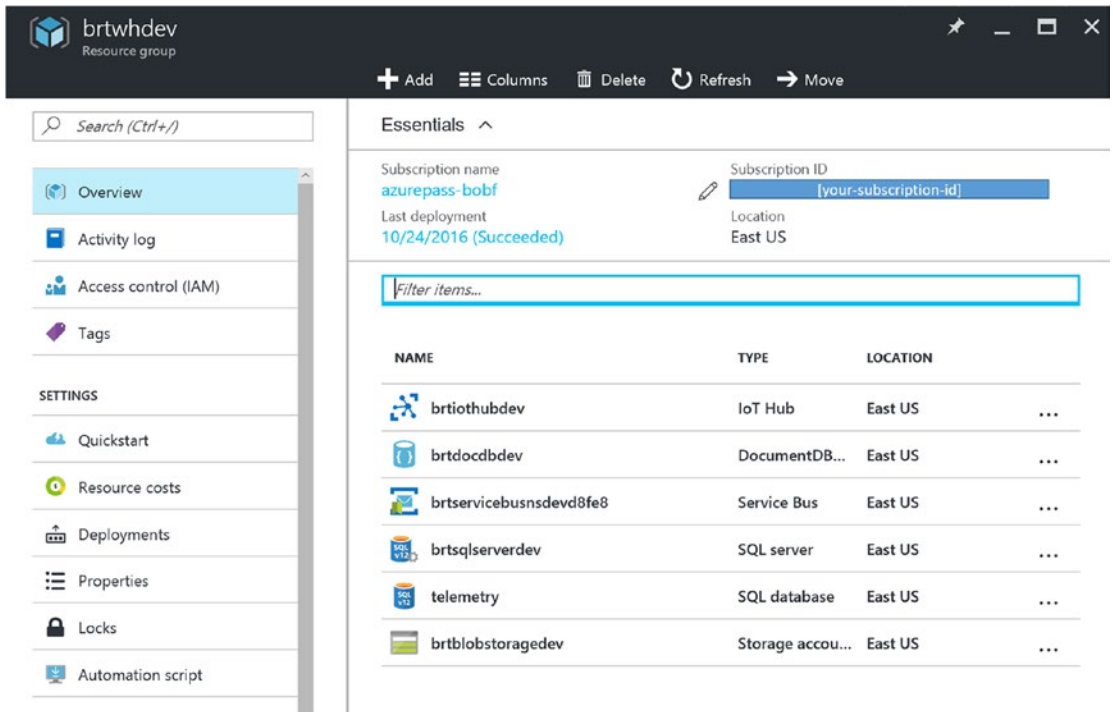 brtwhdev
Resource group
Add Columns Delete Refresh Move
Search (Ctrl+/)
Overview
Activity log
Access control (IAM)
Tags
SETTINGS
Quickstart
Resource costs
Deployments
Properties
Locks
Automation script
Essentials
Subscription name
azurepass-bobf
Last deployment
10/24/2016 (Succeeded)
Subscription ID
[your-subscription-id]
Location
East US
Filter items...
NAME TYPE LOCATION
brtiothubdev IoT Hub East US ...
brtdocdbdev DocumentDB... East US ...
brtservicebusnsdevd8fe8 Service Bus East US ...
brtsqlserverdev SQL server East US ...
telemetry SQL database East US ...
brtblobstoragedev Storage accou... East US ...